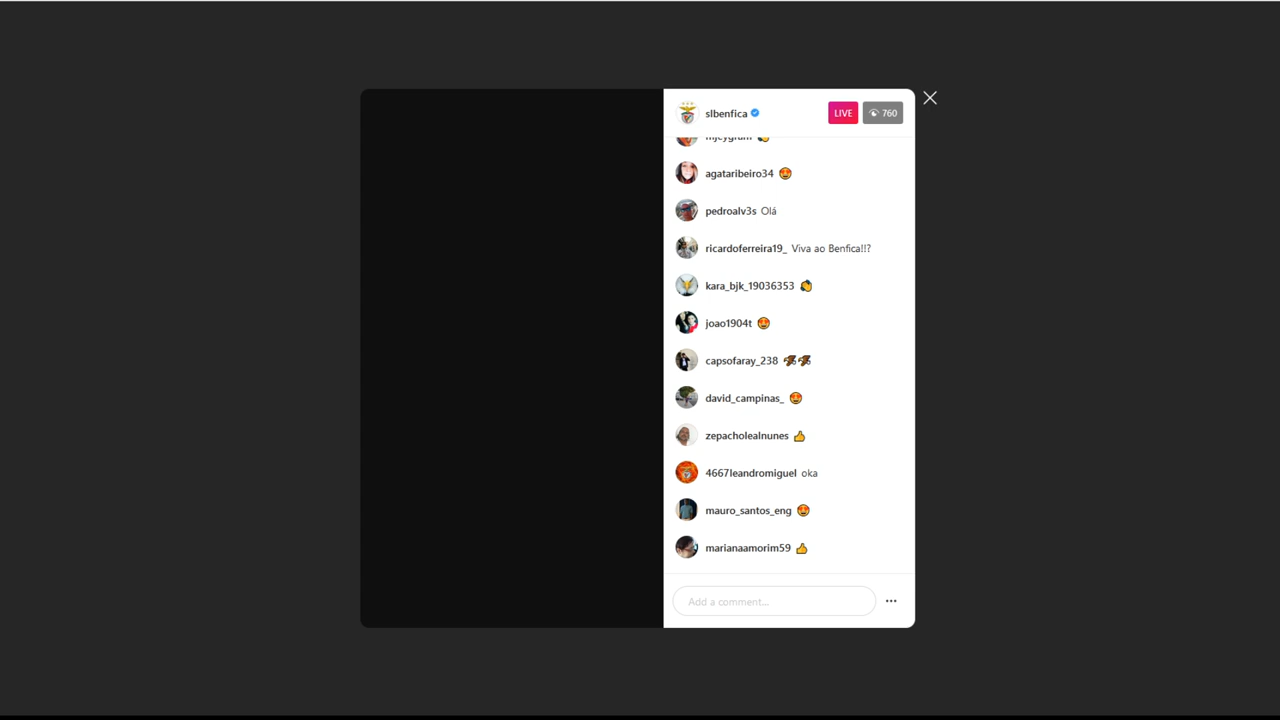 slbenfica
LIVE
760
mjcygram
agataribeiro34 😍
pedroalv3s Olá
ricardoferreira19_ Viva ao Benfica!!?
kara_bjk_19036353 👏
joao1904t 😍
capsofaray_238 🦅🦅
david_campinas_ 😍
zepacholealnunes 👍
4667leandromiguel oka
mauro_santos_eng 😍
marianaamorim59 👍
Add a comment...